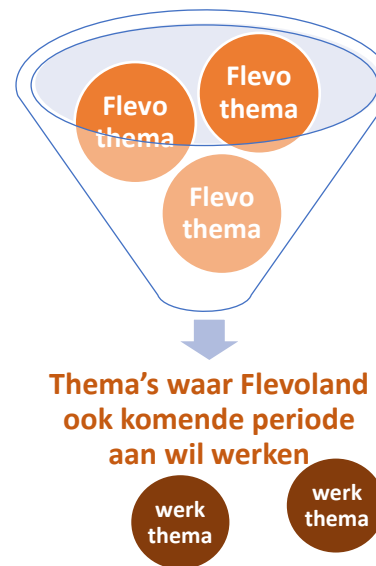 Flevo
thema
Flevo
thema
Flevo
thema
Thema's waar Flevoland
ook komende periode
aan wil werken
werk
thema
werk
thema